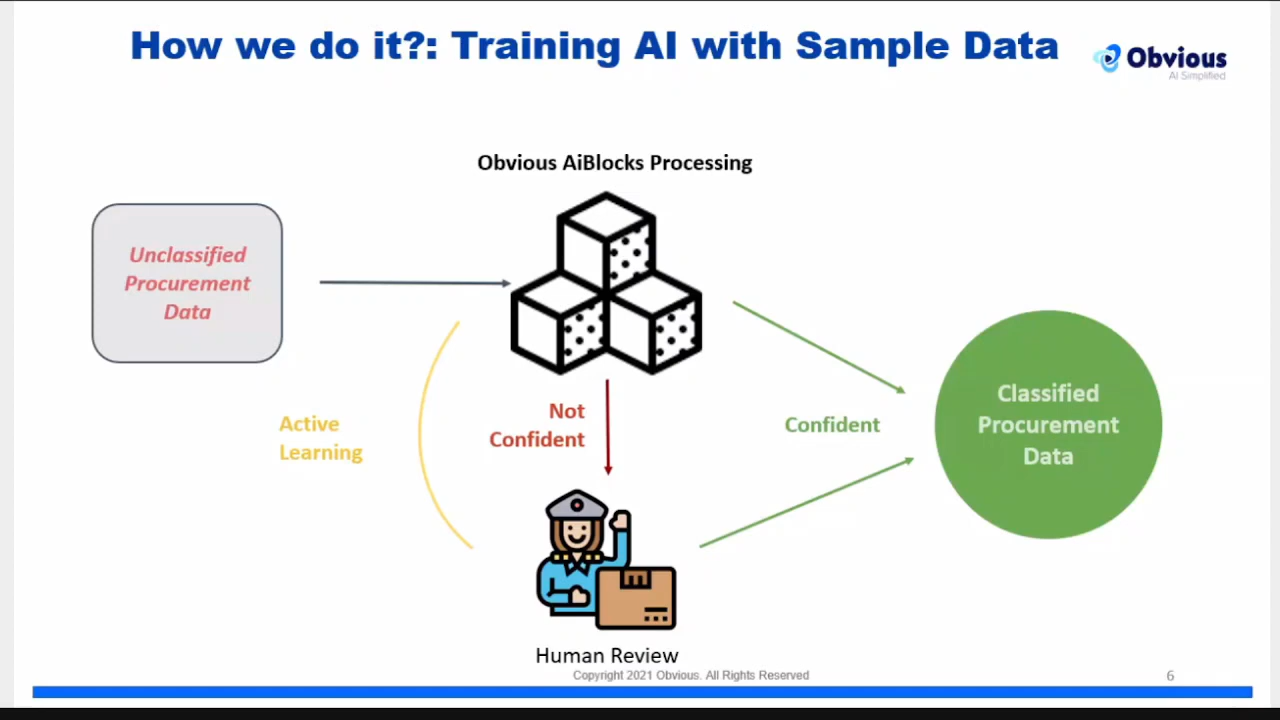 How we do it?: Training AI with Sample Data
Obvious
AI Simplified
Obvious AiBlocks Processing
Unclassified
Procurement
Data
Active
Learning
Not
Confident
Confident
Classified
Procurement
Data
Human Review
Copyright 2021 Obvious. All Rights Reserved
6